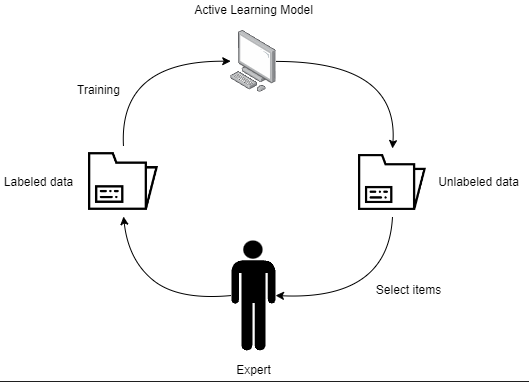 Active Learning Model
Training
Labeled data
Unlabeled data
Select items
Expert